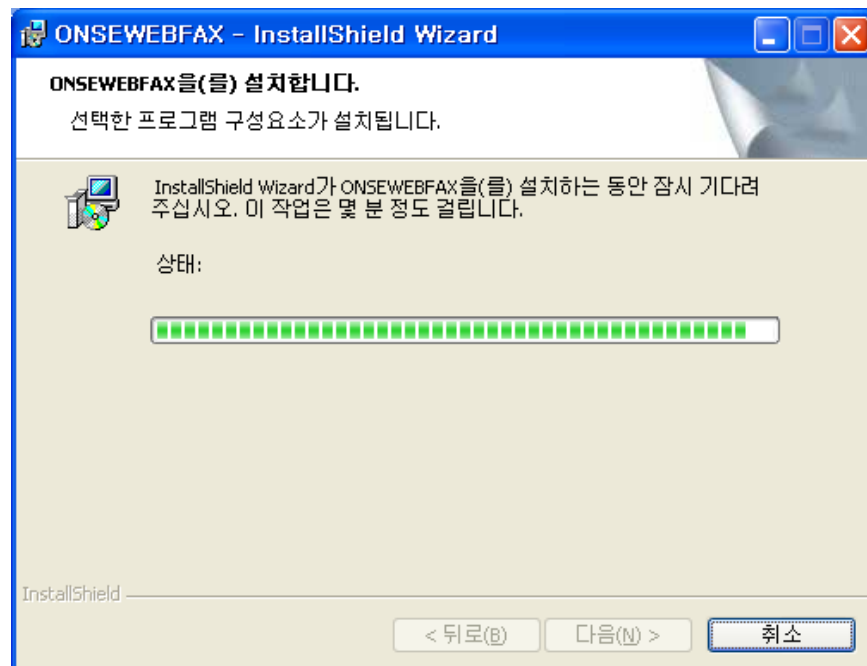 ONSEWEBFAX - InstallShield Wizard
ONSEWEBFAX을(를) 설치합니다.
선택한 프로그램 구성요소가 설치됩니다.
InstallShield Wizard가 ONSEWEBFAX을(를) 설치하는 동안 잠시 기다려
주십시오. 이 작업은 몇 분 정도 걸립니다.
상태:
InstallShield
< 뒤로(B) 다음(N) > 취소